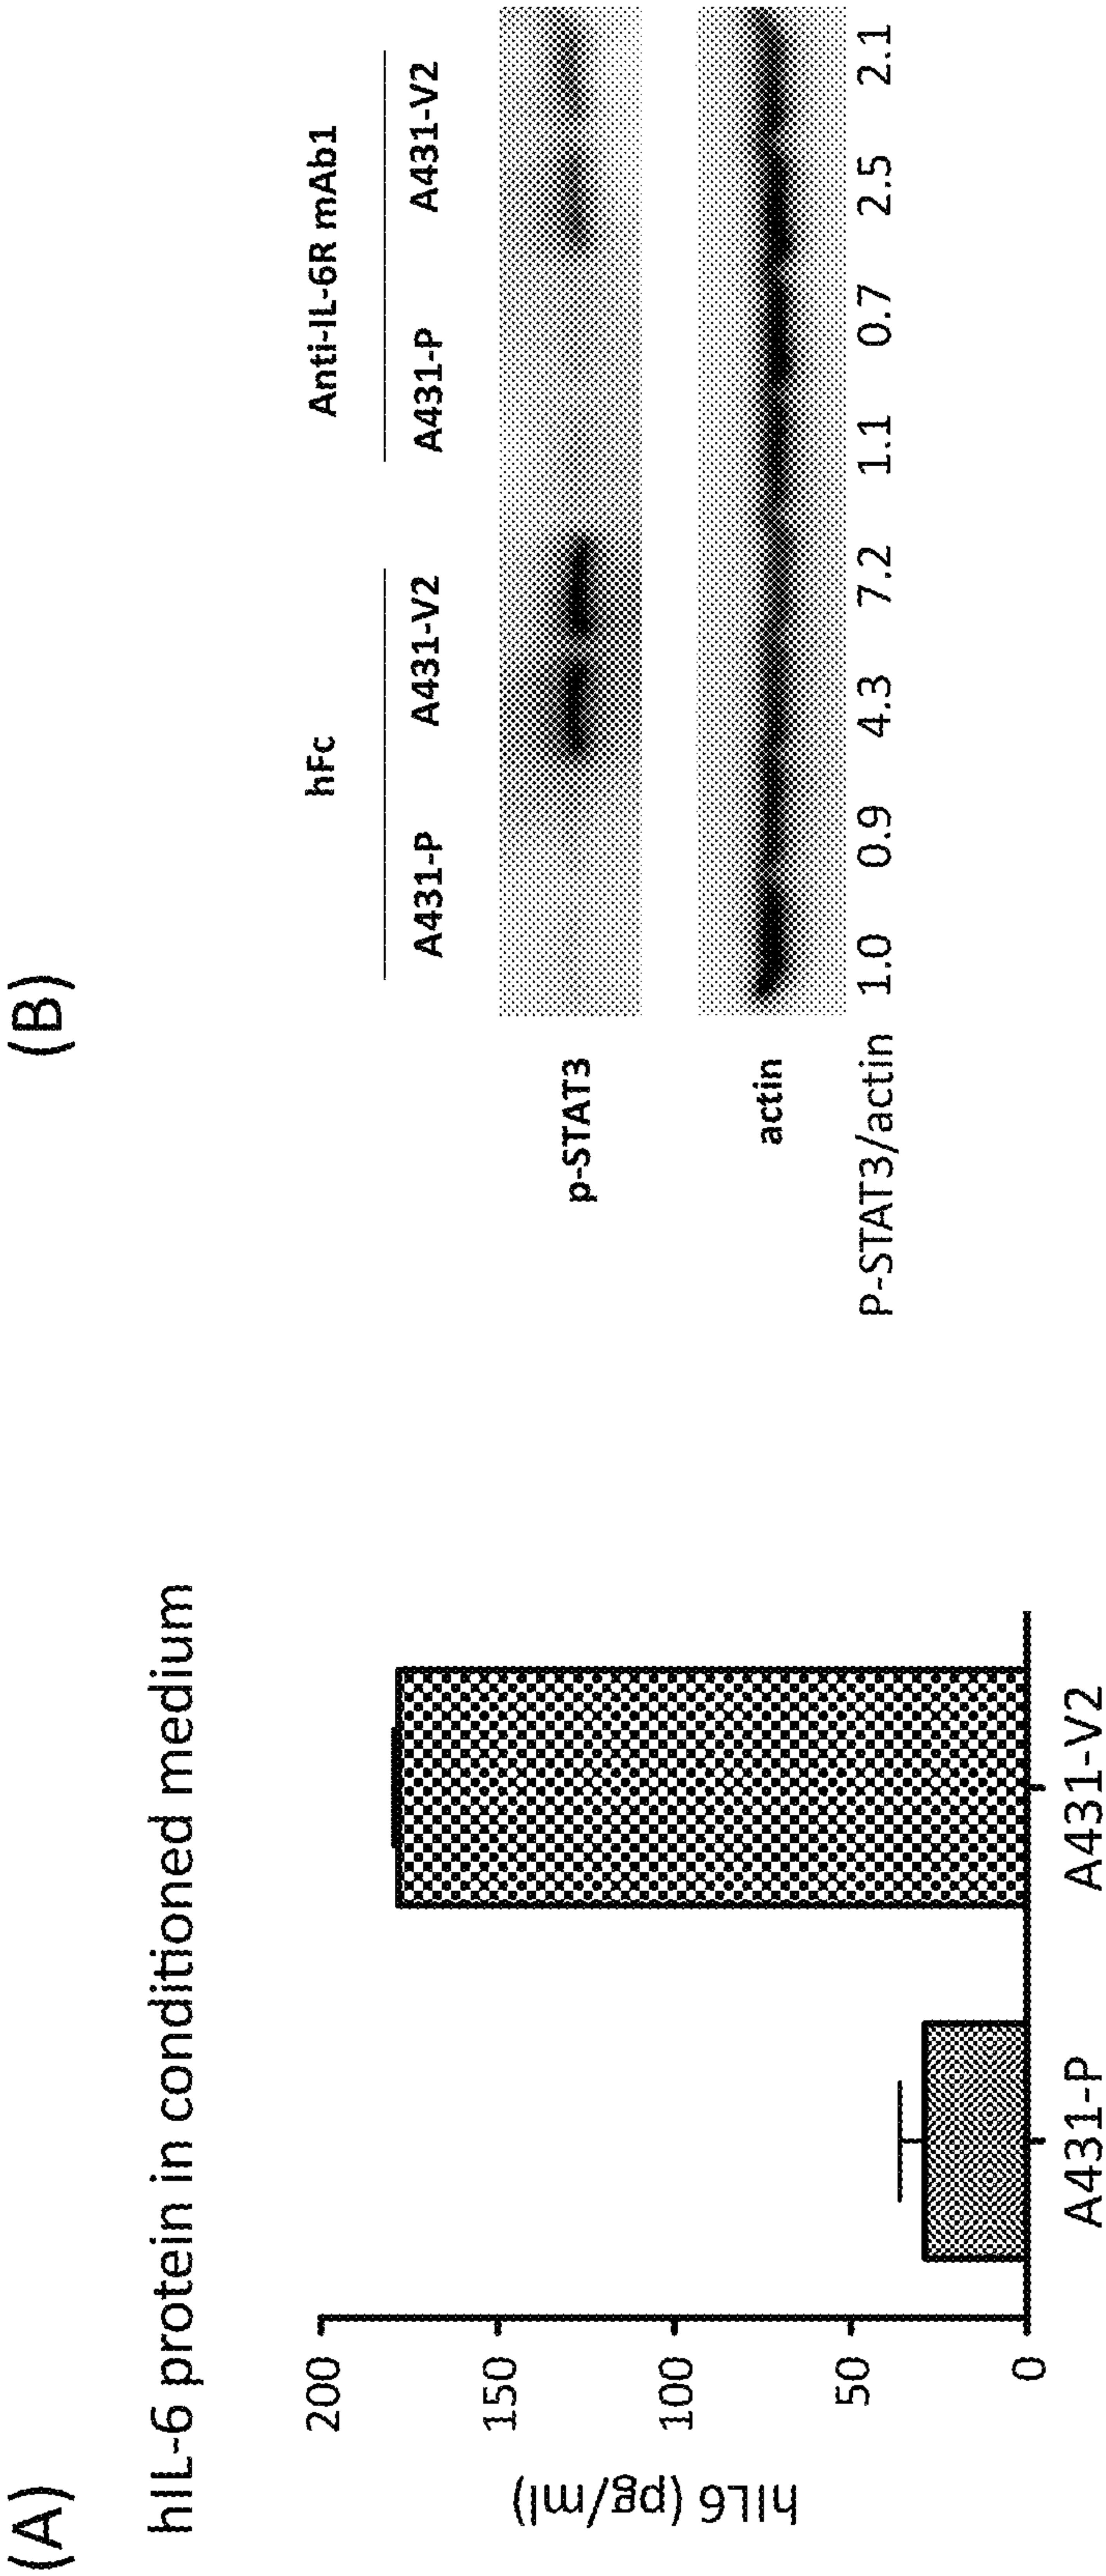 (A)
hIL-6 protein in conditioned medium
hIL6 (pg/ml)
200
150
100
50
0
A431-P A431-V2
(B)
hFc Anti-IL-6R mAb1
A431-P A431-V2 A431-P A431-V2
p-STAT3
actin
P-STAT3/actin 1.0 0.9 4.3 7.2 1.1 0.7 2.5 2.1